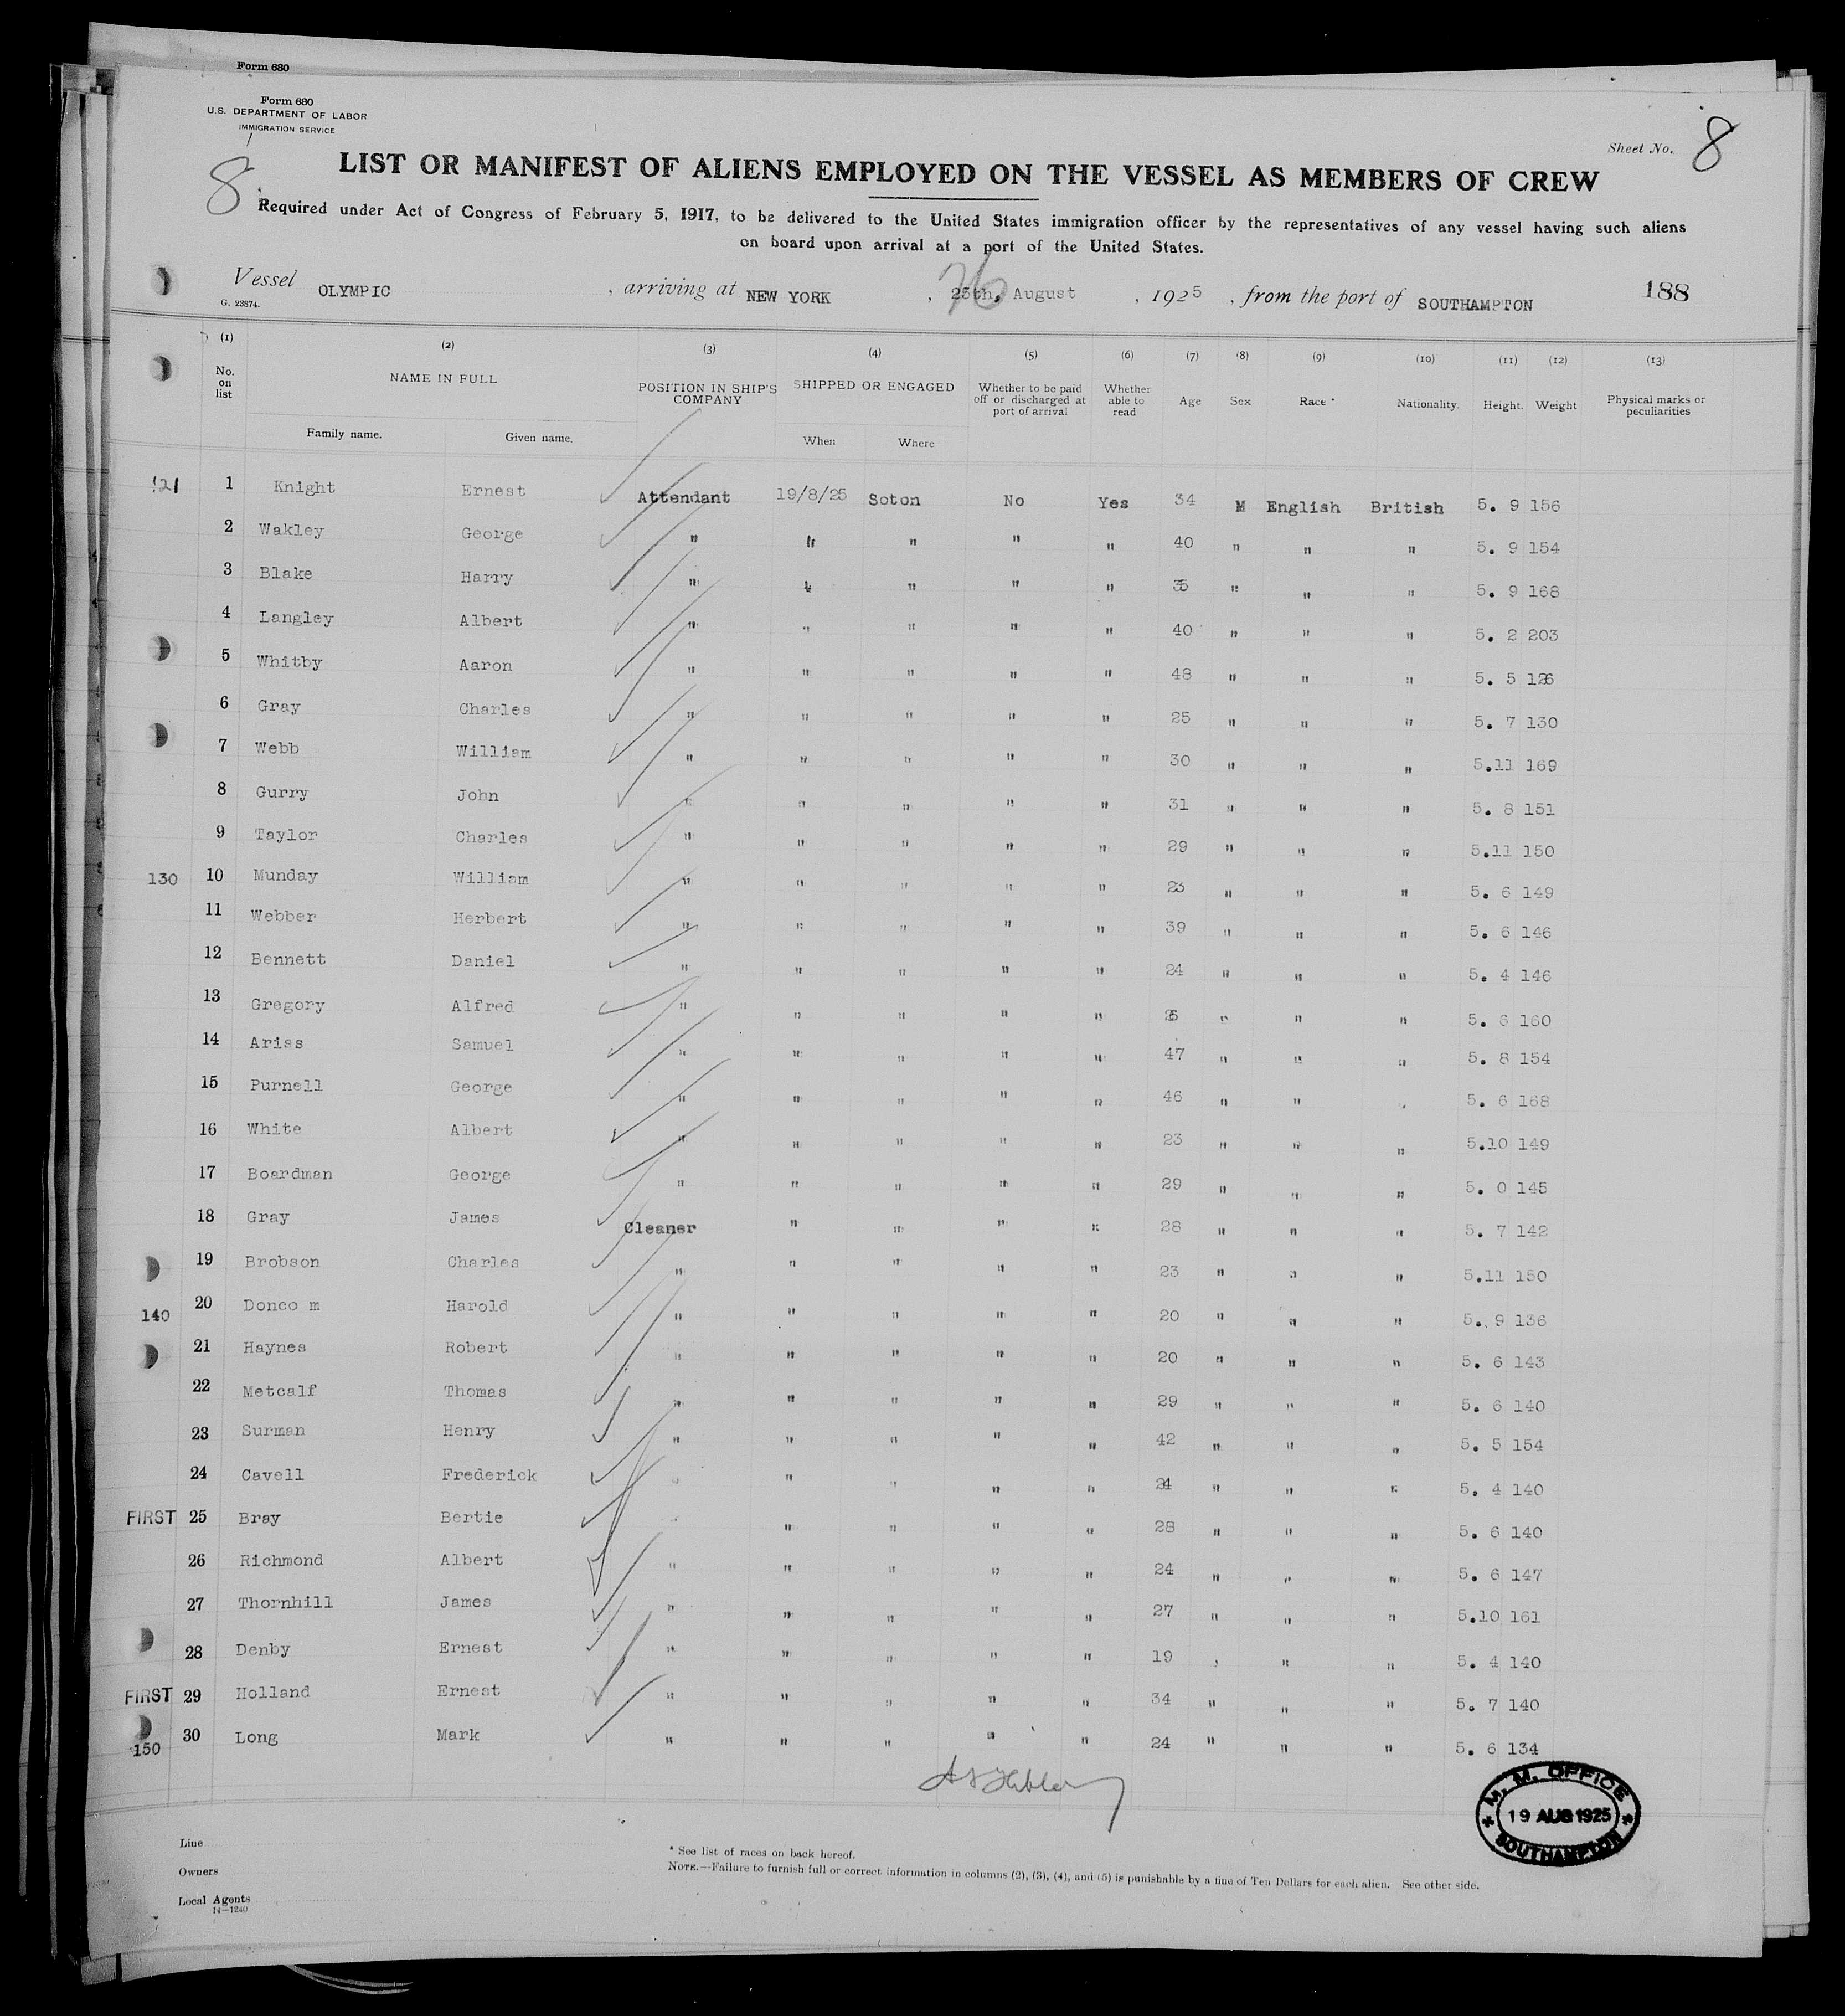 Form 680
Form 680
U.S. DEPARTMENT OF LABOR
IMMIGRATION SERVICE
Sheet No. 8
8
LIST OR MANIFEST OF ALIENS EMPLOYED ON THE VESSEL AS MEMBERS OF CREW
Required under Act of Congress of February 5, 1917, to be delivered to the United States immigration officer by the representatives of any vessel having such aliens
on board upon arrival at a port of the United States.
Vessel OLYMPIC , arriving at NEW YORK , 25th, August , 1925 , from the port of SOUTHAMPTON 188
G. 23874.
26
(1) (2) (3) (4) (5) (6) (7) (8) (9) (10) (11) (12) (13)
No. on list NAME IN FULL POSITION IN SHIP'S COMPANY SHIPPED OR ENGAGED Whether to be paid off or discharged at port of arrival Whether able to read Age Sex Race * Nationality. Height. Weight Physical marks or peculiarities
Family name. Given name. When Where
121 1 Knight Ernest Attendant 19/8/25 Soton No Yes 34 M English British 5. 9 156
2 Wakley George " " " " " 40 " " " 5. 9 154
3 Blake Harry " " " " " 35 " " " 5. 9 168
4 Langley Albert " " " " " 40 " " " 5. 2 203
5 Whitby Aaron " " " " " 48 " " " 5. 5 126
6 Gray Charles " " " " " 25 " " " 5. 7 130
7 Webb William " " " " " 30 " " " 5.11 169
8 Gurry John " " " " " 31 " " " 5. 8 151
9 Taylor Charles " " " " " 29 " " " 5.11 150
130 10 Munday William " " " " " 23 " " " 5. 6 149
11 Webber Herbert " " " " " 39 " " " 5. 6 146
12 Bennett Daniel " " " " " 24 " " " 5. 4 146
13 Gregory Alfred " " " " " " " " 5. 6 160
14 Ariss Samuel " " " " " 47 " " " 5. 8 154
15 Purnell George " " " " " 46 " " " 5. 6 168
16 White Albert " " " " " 23 " " " 5.10 149
17 Boardman George " " " " " 29 " " " 5. 0 145
18 Gray James Cleaner " " " " 28 " " " 5. 7 142
19 Brobson Charles " " " " " 23 " " " 5.11 150
140 20 Donco m Harold " " " " " 20 " " " 5. 9 136
21 Haynes Robert " " " " " 20 " " " 5. 6 143
22 Metcalf Thomas " " " " " 29 " " " 5. 6 140
23 Surman Henry " " " " " 42 " " " 5. 5 154
24 Cavell Frederick " " " " " " " " 5. 4 140
FIRST 25 Bray Bertie " " " " " 28 " " " 5. 6 140
26 Richmond Albert " " " " " 24 " " " 5. 6 147
27 Thornhill James " " " " " 27 " " " 5.10 161
28 Denby Ernest " " " " " 19 " " " 5. 4 140
FIRST 29 Holland Ernest " " " " " 34 " " " 5. 7 140
150 30 Long Mark " " " " " 24 " " " 5. 6 134
M. M. OFFICE
19 AUG 1925
SOUTHAMPTON
Line
Owners
Local Agents
14—1240
* See list of races on back hereof.
NOTE.—Failure to furnish full or correct information in columns (2), (3), (4), and (5) is punishable by a fine of Ten Dollars for each alien. See other side.